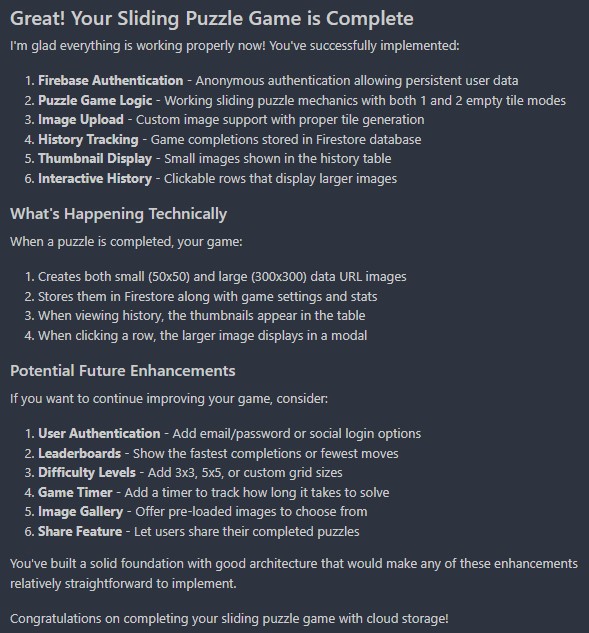 Great! Your Sliding Puzzle Game is Complete
I'm glad everything is working properly now! You've successfully implemented:
1. Firebase Authentication - Anonymous authentication allowing persistent user data
2. Puzzle Game Logic - Working sliding puzzle mechanics with both 1 and 2 empty tile modes
3. Image Upload - Custom image support with proper tile generation
4. History Tracking - Game completions stored in Firestore database
5. Thumbnail Display - Small images shown in the history table
6. Interactive History - Clickable rows that display larger images
What's Happening Technically
When a puzzle is completed, your game:
1. Creates both small (50x50) and large (300x300) data URL images
2. Stores them in Firestore along with game settings and stats
3. When viewing history, the thumbnails appear in the table
4. When clicking a row, the larger image displays in a modal
Potential Future Enhancements
If you want to continue improving your game, consider:
1. User Authentication - Add email/password or social login options
2. Leaderboards - Show the fastest completions or fewest moves
3. Difficulty Levels - Add 3x3, 5x5, or custom grid sizes
4. Game Timer - Add a timer to track how long it takes to solve
5. Image Gallery - Offer pre-loaded images to choose from
6. Share Feature - Let users share their completed puzzles
You've built a solid foundation with good architecture that would make any of these enhancements
relatively straightforward to implement.
Congratulations on completing your sliding puzzle game with cloud storage!